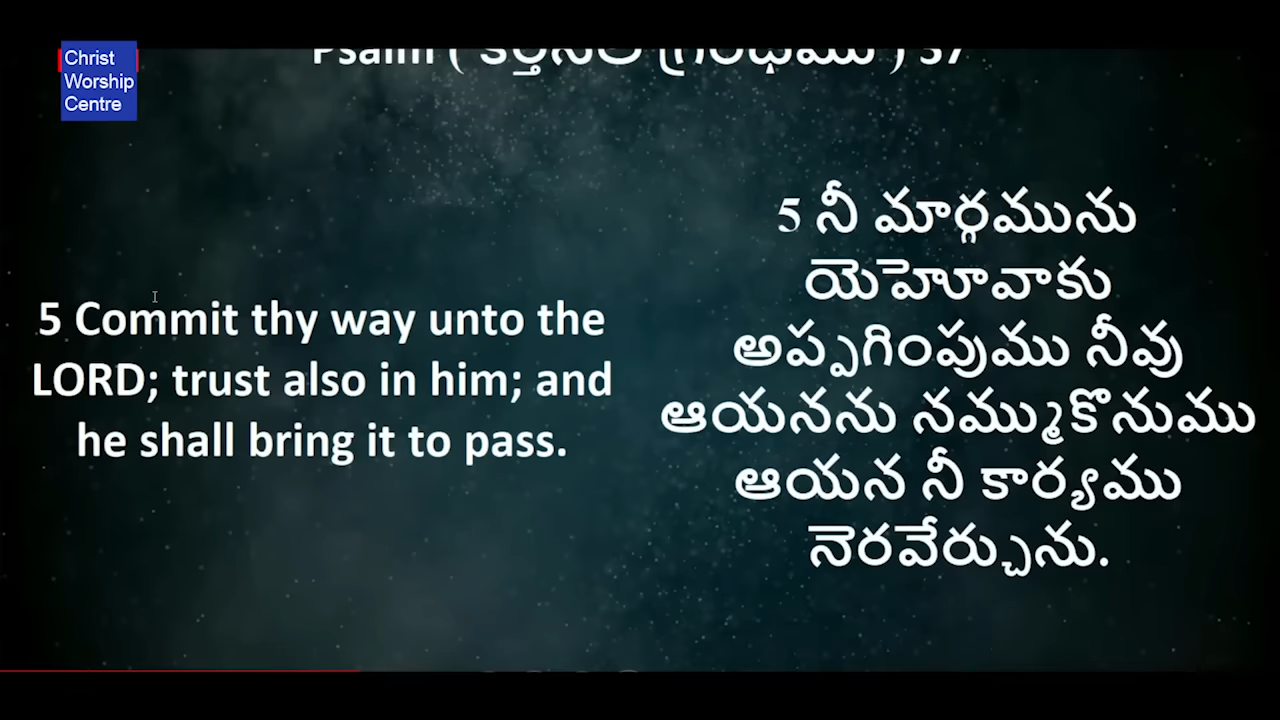 Christ
Worship
Centre
Psalm ( కీర్తనల గ్రంథము ) 37
5 Commit thy way unto the
LORD; trust also in him; and
he shall bring it to pass.
5 నీ మార్గమును
యెహెూవాకు
అప్పగింపుము నీవు
ఆయనను నమ్ముకొనుము
ఆయన నీ కార్యము
నెరవేర్చును.